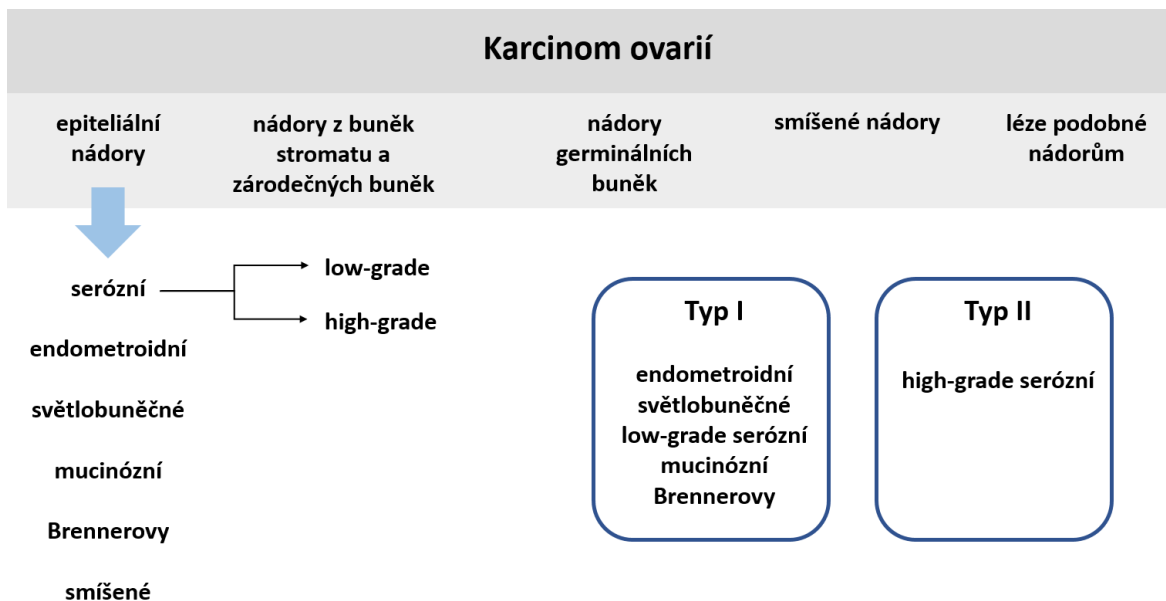 Karcinom ovarií
epiteliální
nádory
nádory z buněk
stromatu a
zárodečných buněk
nádory
germinálních
buněk
smíšené nádory
léze podobné
nádorům
serózní
low-grade
high-grade
endometroidní
světlobuněčné
mucinózní
Brennerovy
smíšené
Typ I
endometroidní
světlobuněčné
low-grade serózní
mucinózní
Brennerovy
Typ II
high-grade serózní